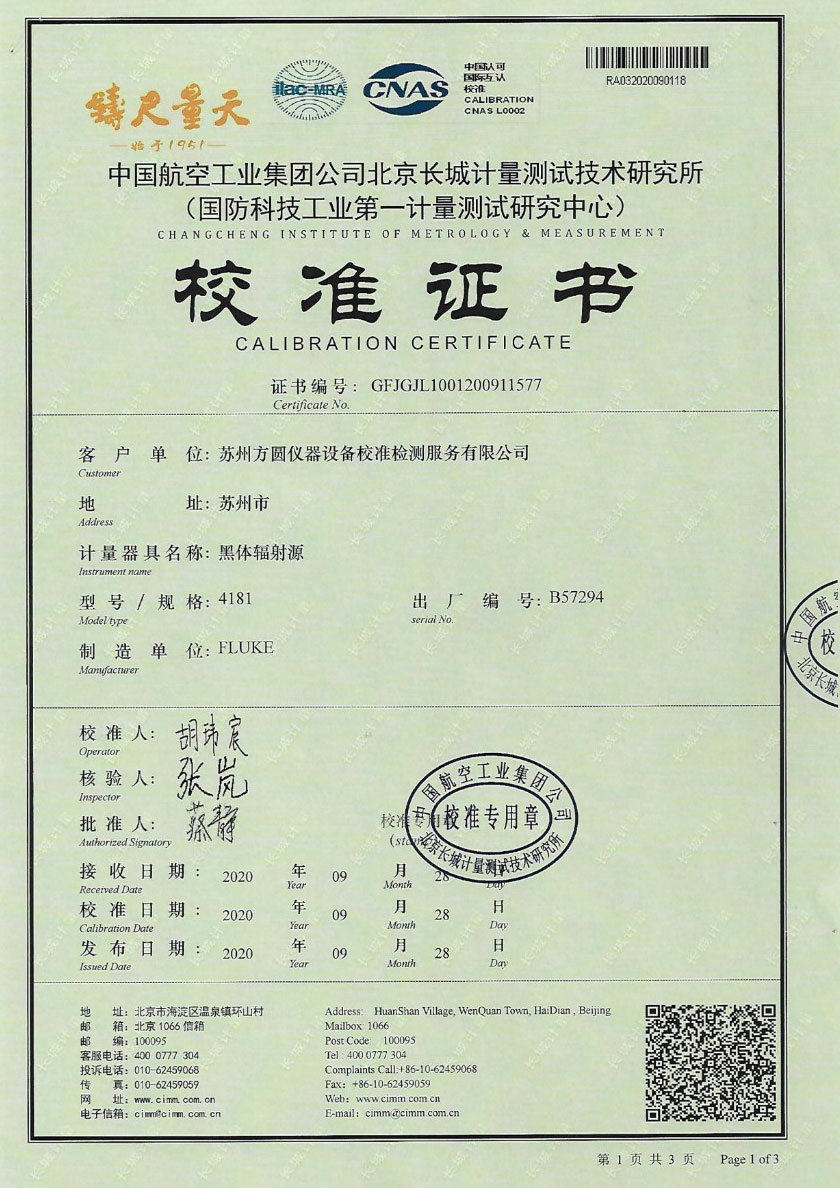 鑄尺量天
始于1961
ilac-MRA
CNAS
中国认可
国际互认
校准
CALIBRATION
CNAS L0002
RA032020090118
中国航空工业集团公司北京长城计量测试技术研究所
（国防科技工业第一计量测试研究中心）
CHANGCHENG INSTITUTE OF METROLOGY & MEASUREMENT
校准证书
CALIBRATION CERTIFICATE
证书编号: GFJGJL1001200911577
Certificate No.
客户单位: 苏州方圆仪器设备校准检测服务有限公司
Customer
地址: 苏州市
Address
计量器具名称: 黑体辐射源
Instrument name
型号/规格: 4181 出厂编号: B57294
Model/type serial No.
制造单位: FLUKE
Manufacturer
校准人: 胡玮宸
Operator
核验人: 张岚
Inspector
批准人: 蔡静
Authorized Signatory
中国航空工业集团公司
校准专用章
北京长城计量测试技术研究所
接收日期: 2020 年 09 月 28 日
Received Date Year Month Day
校准日期: 2020 年 09 月 28 日
Calibration Date Year Month Day
发布日期: 2020 年 09 月 28 日
Issued Date Year Month Day
地址: 北京市海淀区温泉镇环山村 Address: HuanShan Village, WenQuan Town, HaiDian , Beijing
邮箱: 北京 1066 信箱 Mailbox: 1066
邮编: 100095 Post Code: 100095
客服电话: 400 0777 304 Tel: 400 0777 304
投诉电话: 010-62459068 Complaints Call:+86-10-62459068
传真: 010-62459059 Fax: +86-10-62459059
网址: www.cimm.com.cn Web: www.cimm.com.cn
电子信箱: cimm@cimm.com.cn E-mail: cimm@cimm.com.cn
第 1 页 共 3 页 Page 1 of 3